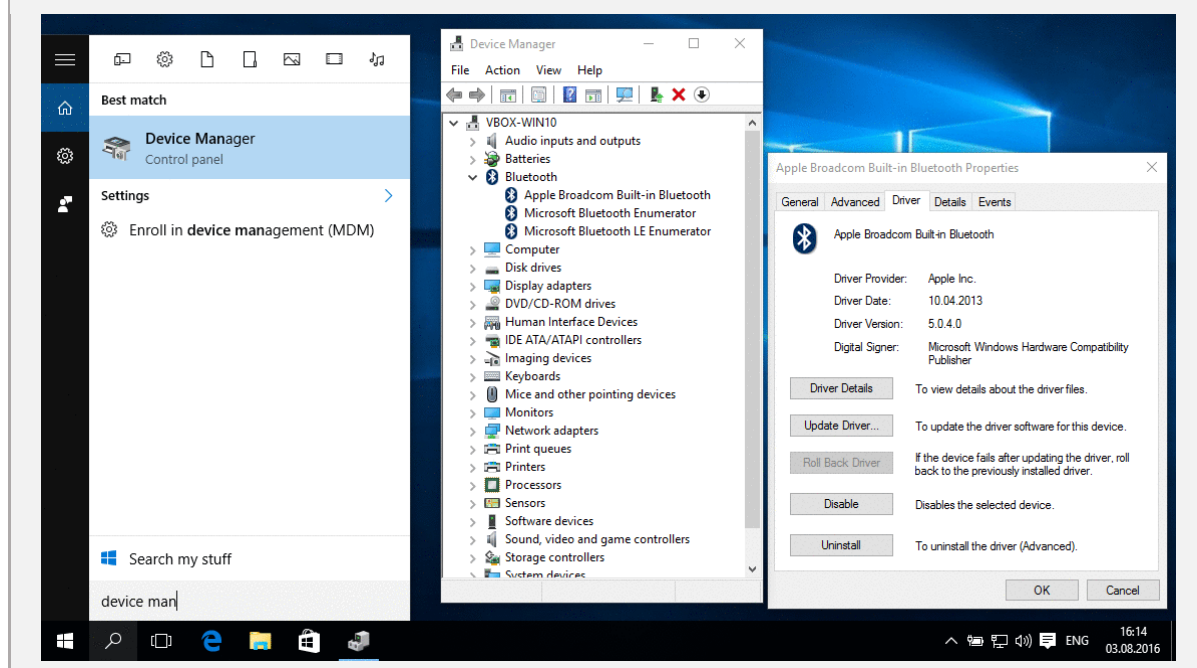 Best match
Device Manager
Control panel
Settings
Enroll in device management (MDM)
Search my stuff
device man
Device Manager
File Action View Help
VBOX-WIN10
Audio inputs and outputs
Batteries
Bluetooth
Apple Broadcom Built-in Bluetooth
Microsoft Bluetooth Enumerator
Microsoft Bluetooth LE Enumerator
Computer
Disk drives
Display adapters
DVD/CD-ROM drives
Human Interface Devices
IDE ATA/ATAPI controllers
Imaging devices
Keyboards
Mice and other pointing devices
Monitors
Network adapters
Print queues
Printers
Processors
Sensors
Software devices
Sound, video and game controllers
Storage controllers
System devices
Apple Broadcom Built-in Bluetooth Properties
General Advanced Driver Details Events
Apple Broadcom Built-in Bluetooth
Driver Provider: Apple Inc.
Driver Date: 10.04.2013
Driver Version: 5.0.4.0
Digital Signer: Microsoft Windows Hardware Compatibility
Publisher
Driver Details To view details about the driver files.
Update Driver... To update the driver software for this device.
Roll Back Driver If the device fails after updating the driver, roll
back to the previously installed driver.
Disable Disables the selected device.
Uninstall To uninstall the driver (Advanced).
OK Cancel
ENG 16:14
03.08.2016